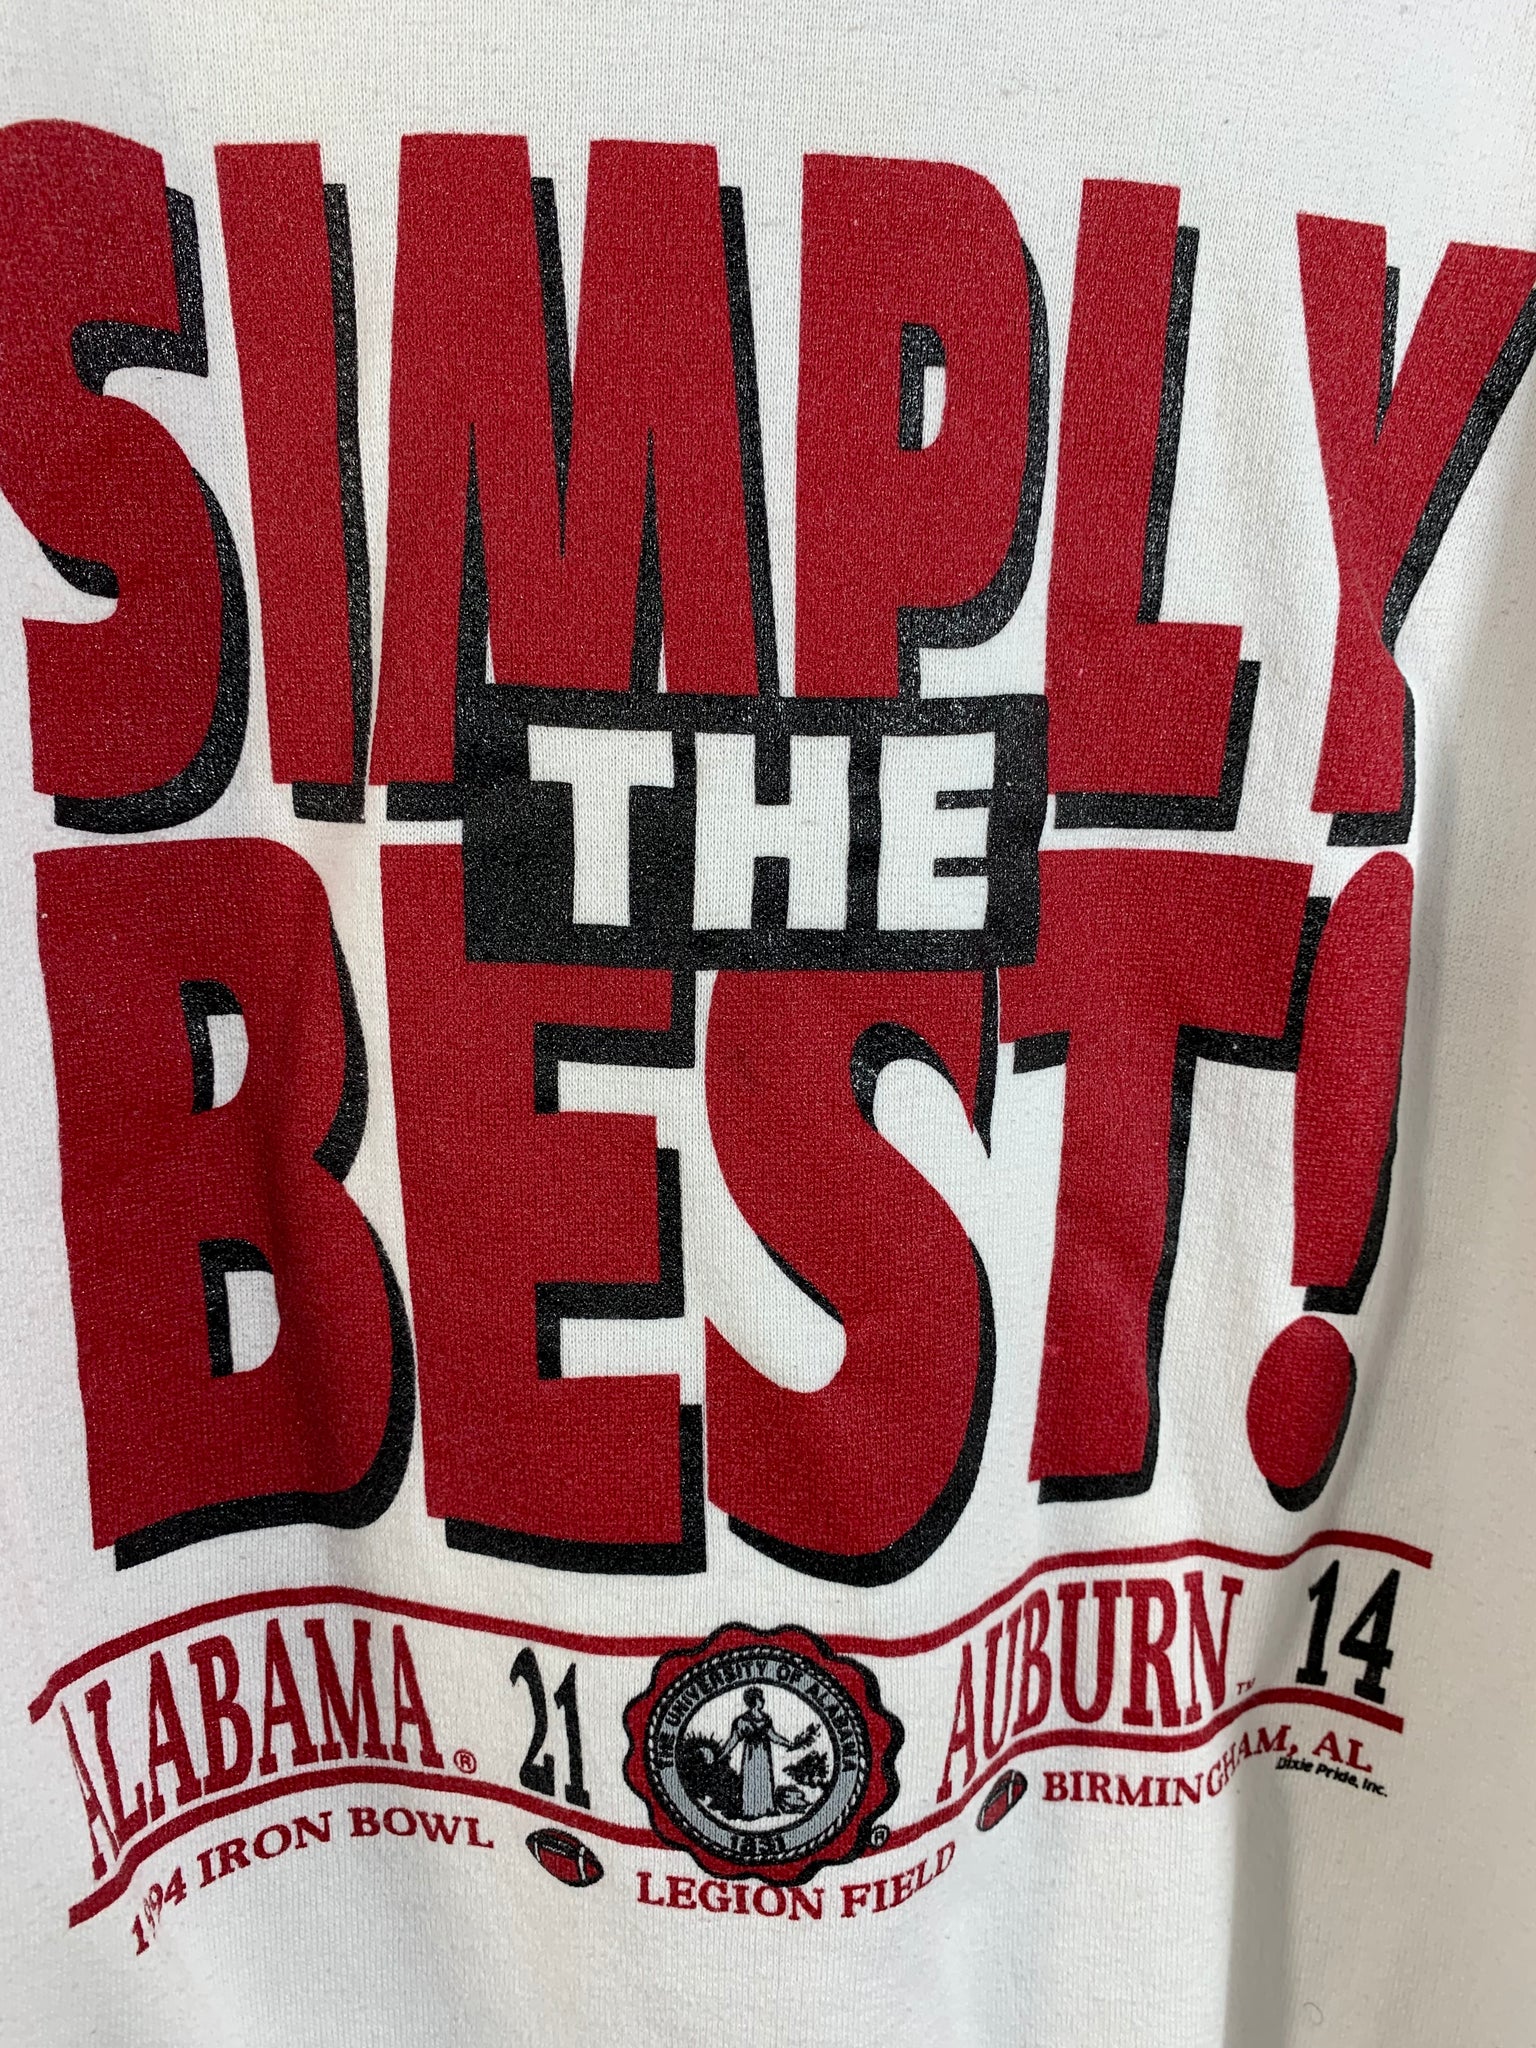 SIMPLY
THE
BEST!
ALABAMA® 21 AUBURN™ 14
THE UNIVERSITY OF ALABAMA
1831
®
1994 IRON BOWL LEGION FIELD BIRMINGHAM, AL
Dixie Pride, Inc.